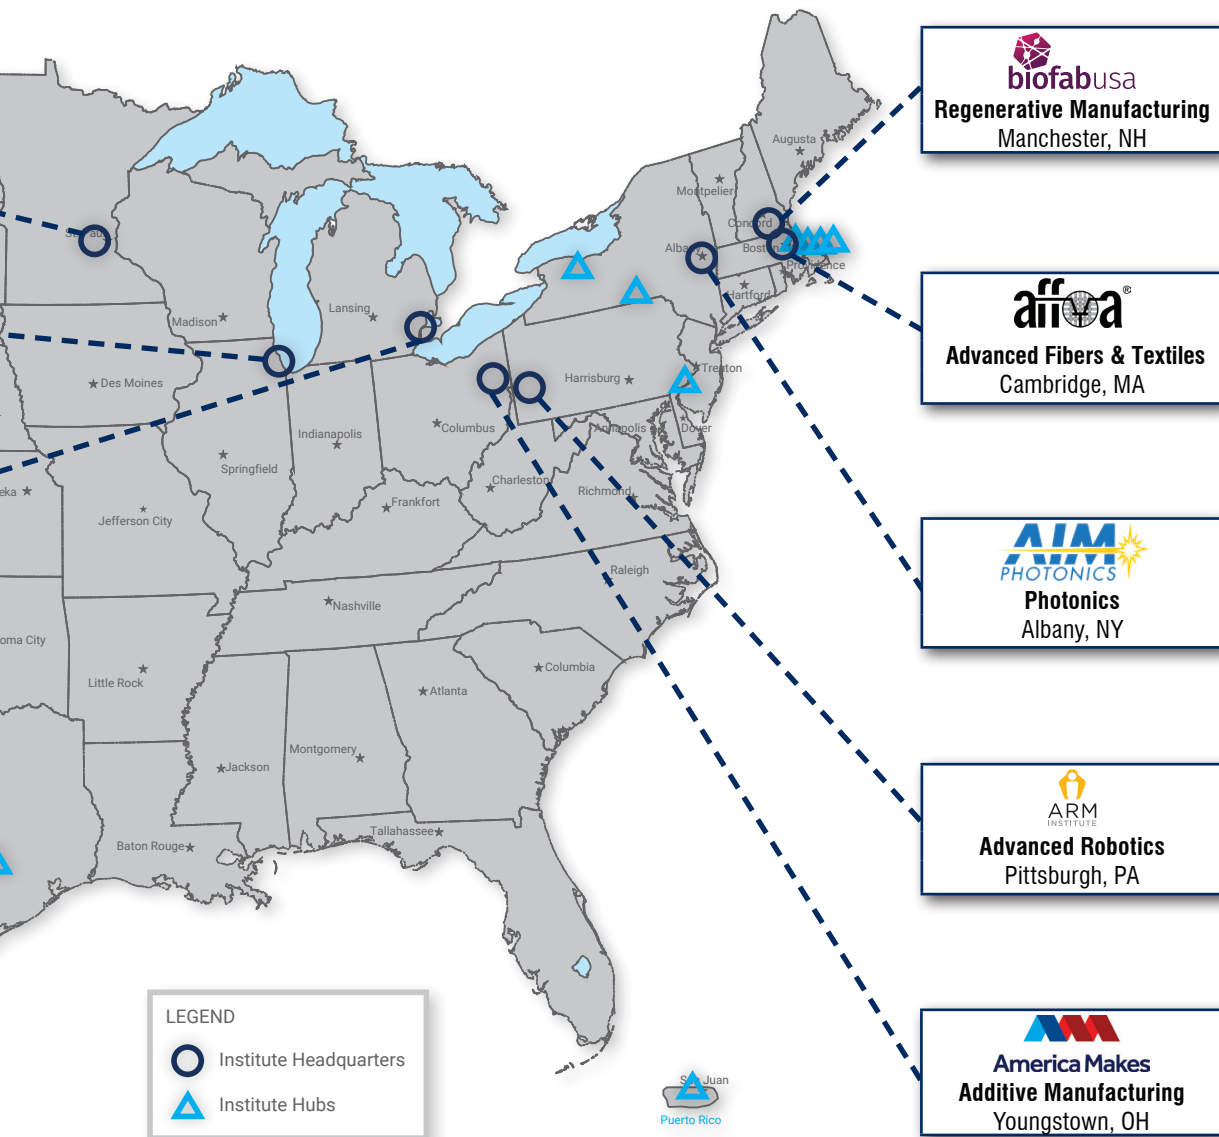 biofabusa
Regenerative Manufacturing
Manchester, NH
Augusta
Montpelier
Concord
Albany
Boston
Providence
Hartford
affoa®
Advanced Fibers & Textiles
Cambridge, MA
Lansing
Madison
Des Moines
Harrisburg
Trenton
Indianapolis
Columbus
Annapolis
Dover
Springfield
Charleston
Richmond
eka
Jefferson City
Frankfort
AIM
PHOTONICS
Photonics
Albany, NY
Raleigh
Nashville
oma City
Little Rock
Columbia
Atlanta
Montgomery
Jackson
Tallahassee
Baton Rouge
ARM
INSTITUTE
Advanced Robotics
Pittsburgh, PA
LEGEND
Institute Headquarters
Institute Hubs
San Juan
Puerto Rico
America Makes
Additive Manufacturing
Youngstown, OH